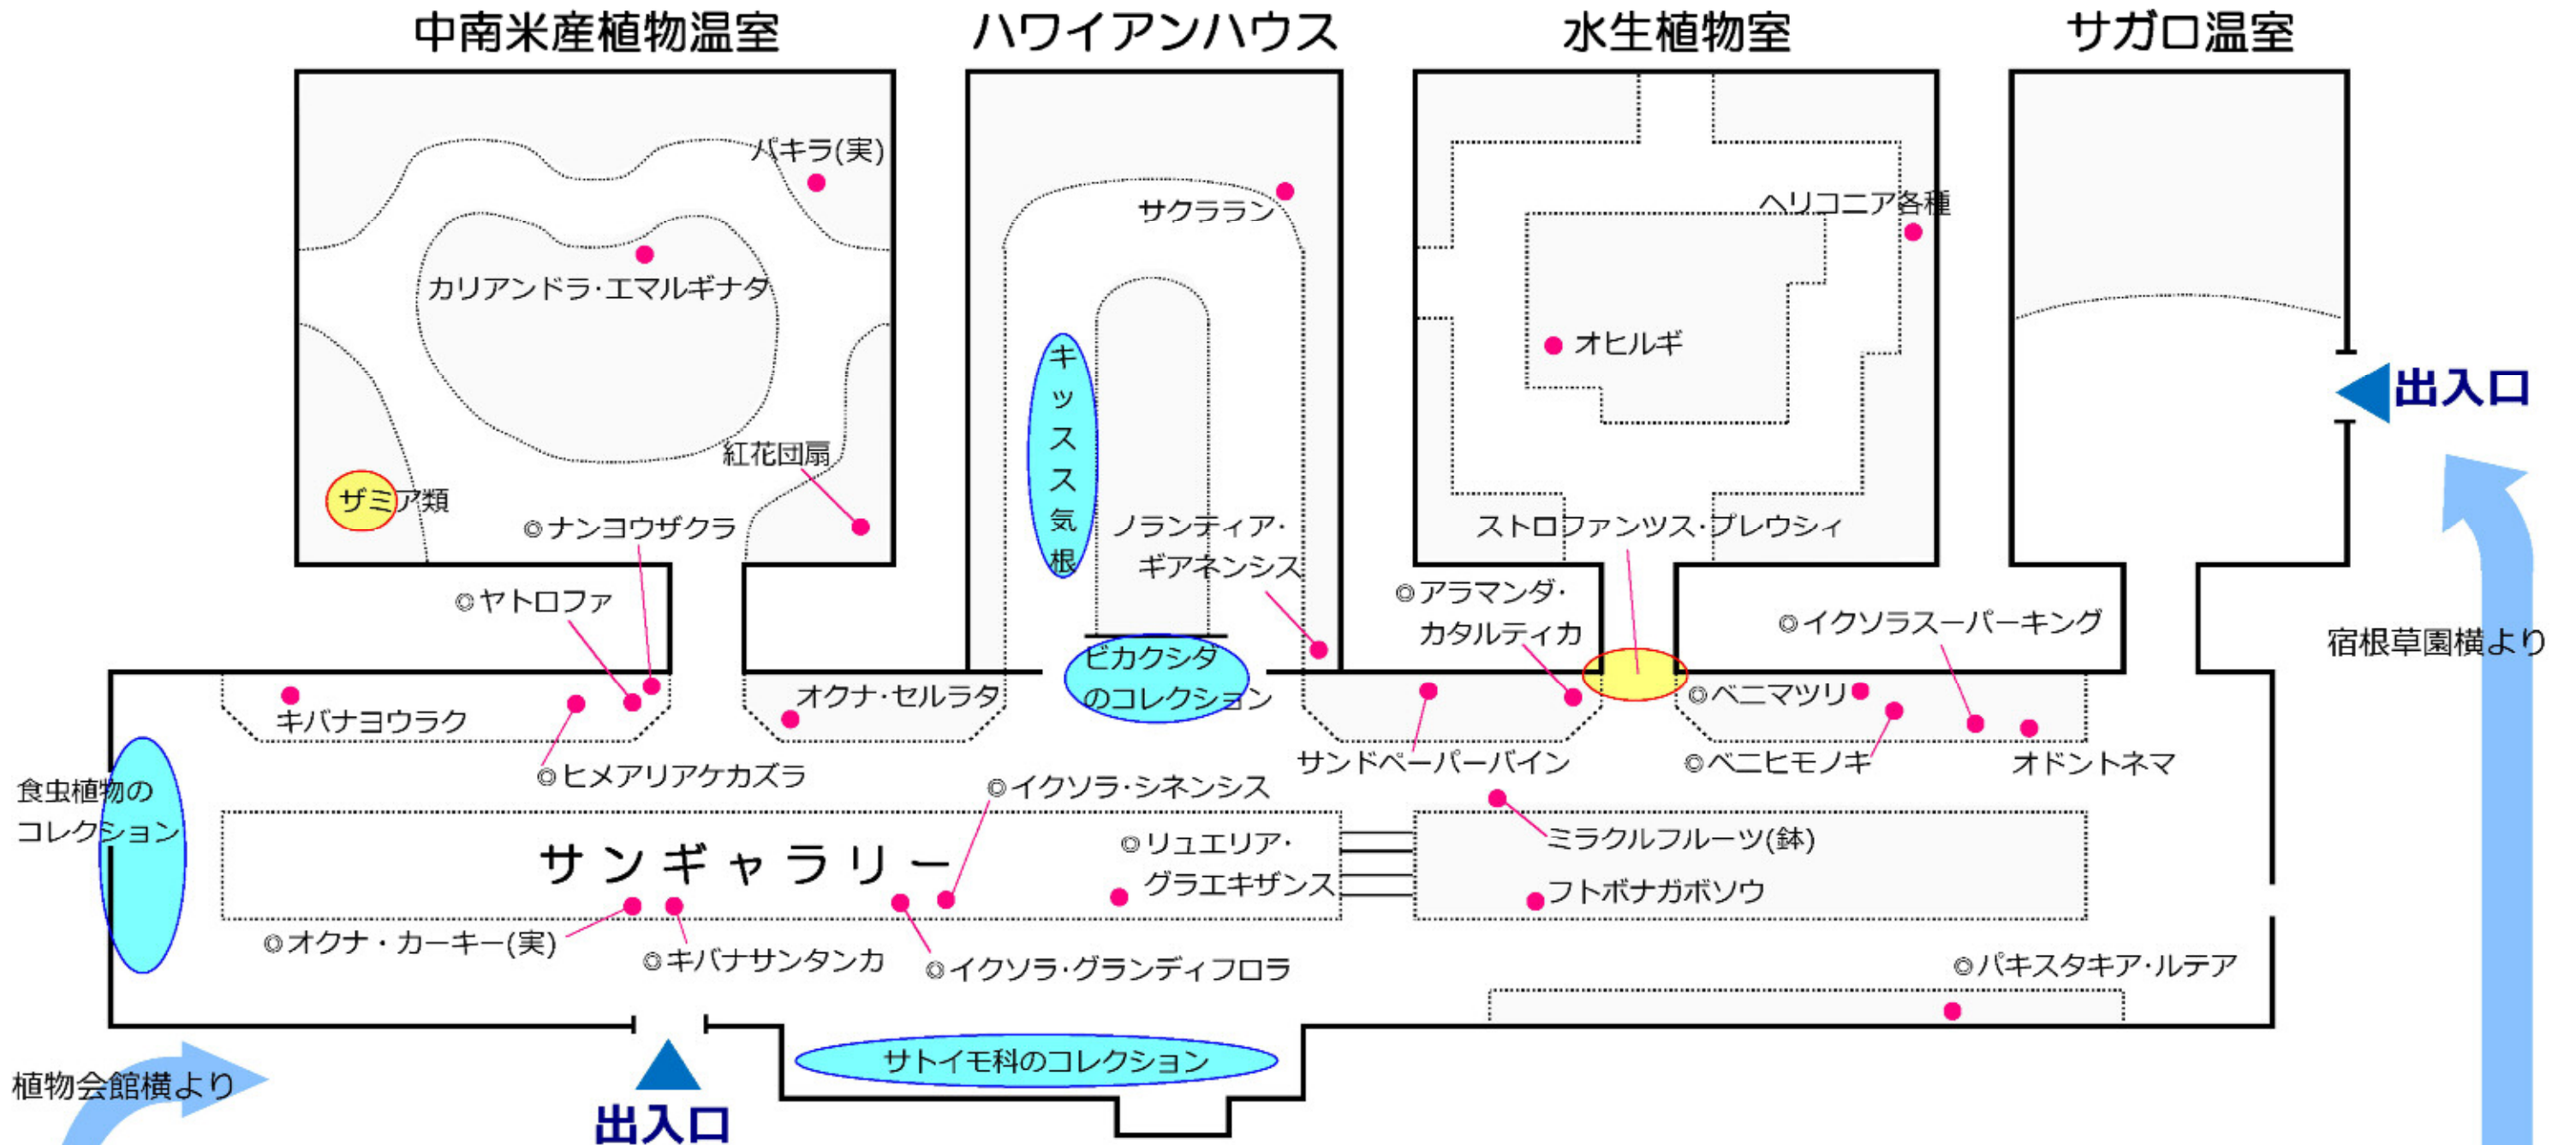 中南米産植物温室
ハワイアンハウス
水生植物室
サガロ温室
パキラ(実)
サクララン
ヘリコニア各種
カリアンドラ・エマルギナタ
オヒルギ
キッスス気根
出入口
紅花団扇
ザミア類
◎ナンヨウザクラ
ノランティア・
ギアネンシス
ストロファンツス・プレウシィ
◎ヤトロファ
◎アラマンダ・
カタルティカ
◎イクソラスーパーキング
宿根草園横より
ビカクシダ
のコレクション
オクナ・セルラタ
キバナヨウラク
◎ベニマツリ
◎ヒメアリアケカズラ
サンドペーパーバイン
◎ベニヒモノキ
オドントネマ
食虫植物の
コレクション
◎イクソラ・シネンシス
サンギャラリー
◎リュエリア・
グラエキザンス
ミラクルフルーツ(鉢)
フトボナガボソウ
◎オクナ・カーキー(実)
◎キバナサンタンカ
◎イクソラ・グランディフロラ
◎パキスタキア・ルテア
サトイモ科のコレクション
植物会館横より
出入口